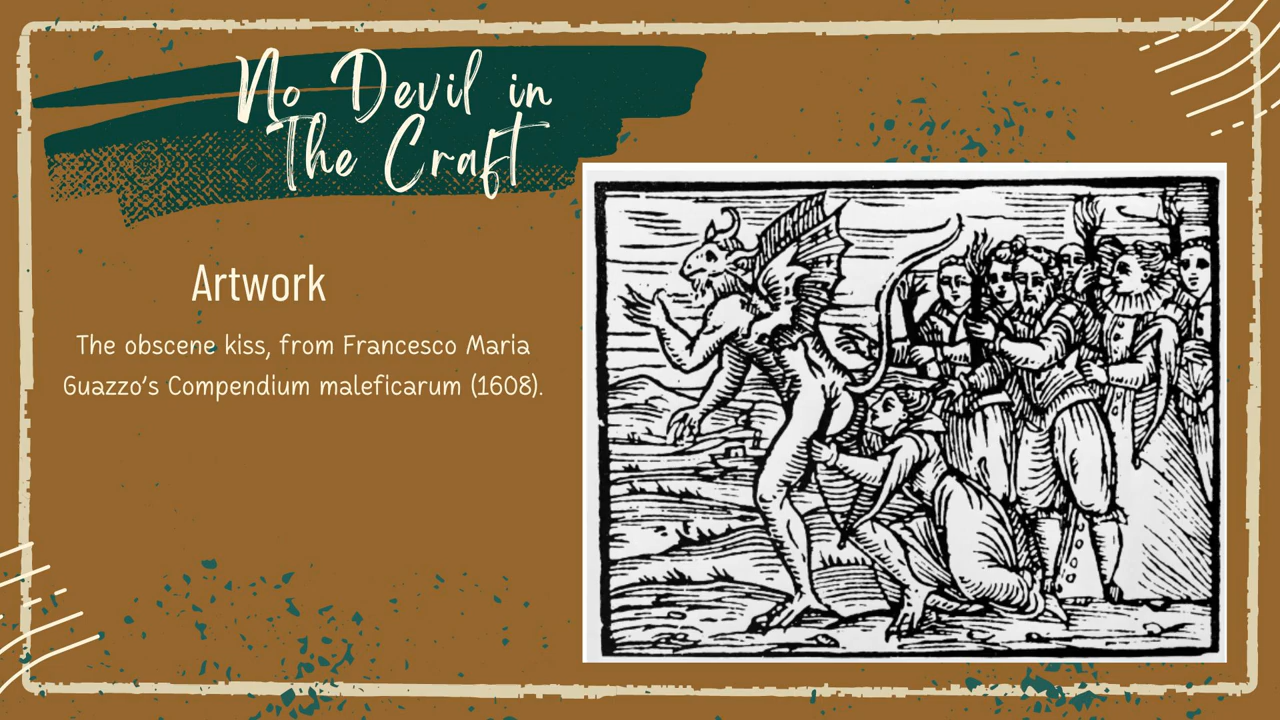 No Devil in
The Craft
Artwork
The obscene kiss, from Francesco Maria
Guazzo's Compendium maleficarum (1608).